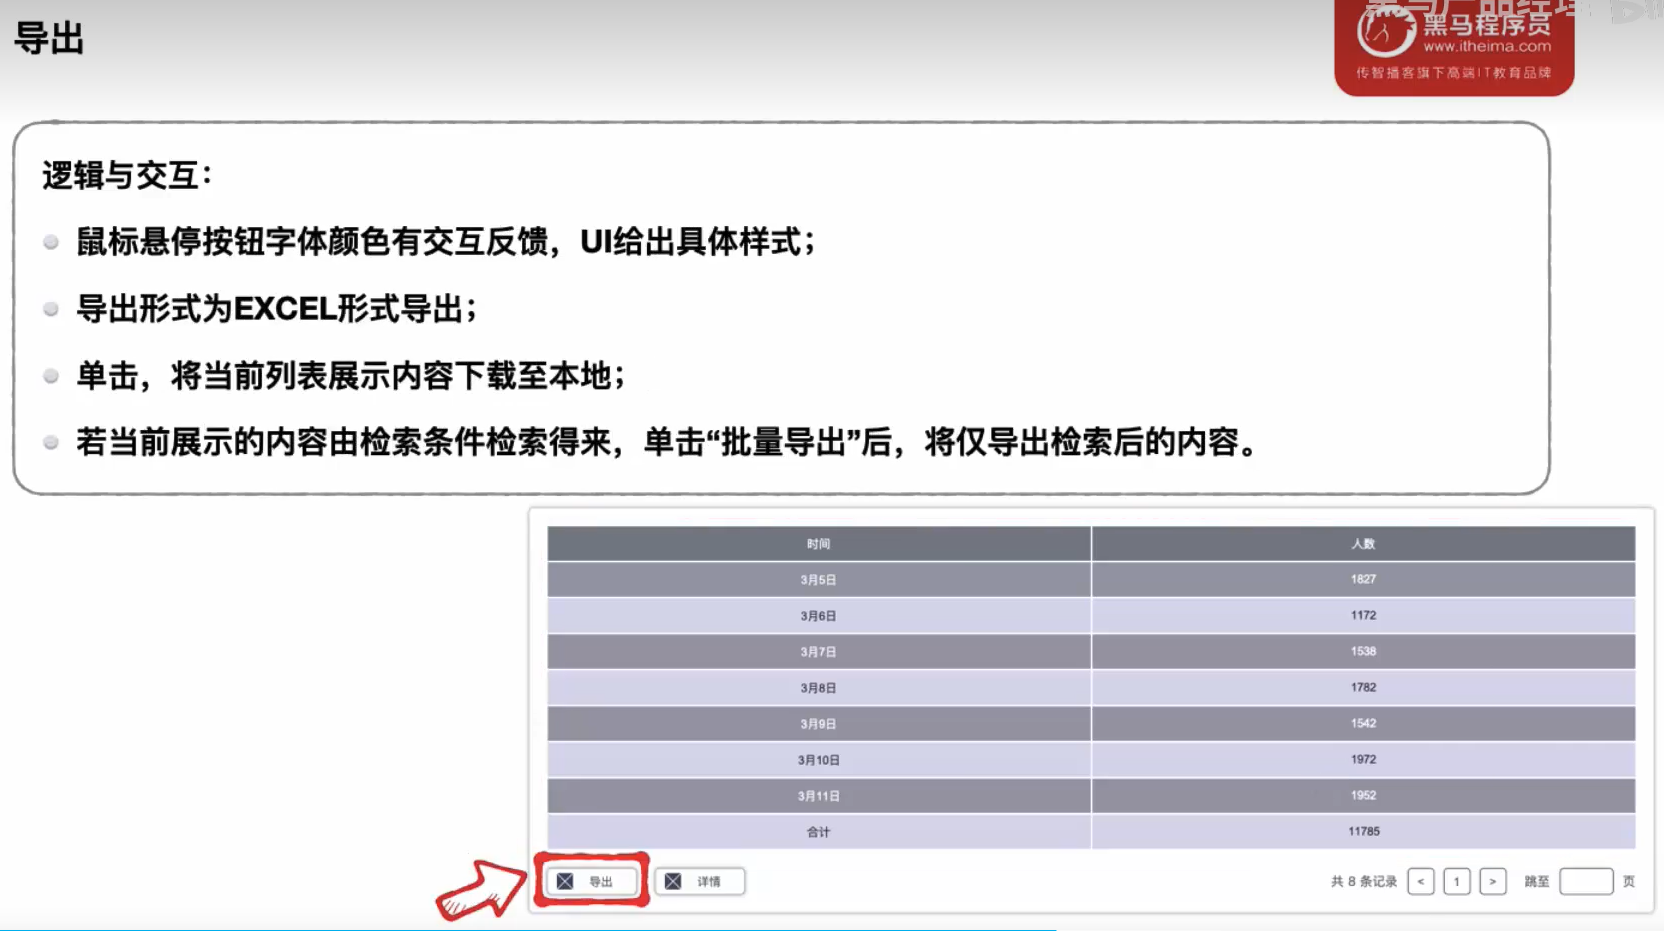 导出
黑马产品经理
黑马程序员
www.itheima.com
传智播客旗下高端IT教育品牌
逻辑与交互：
鼠标悬停按钮字体颜色有交互反馈，UI给出具体样式；
导出形式为EXCEL形式导出；
单击，将当前列表展示内容下载至本地；
若当前展示的内容由检索条件检索得来，单击“批量导出”后，将仅导出检索后的内容。
时间 人数
3月5日 1827
3月6日 1172
3月7日 1538
3月8日 1782
3月9日 1542
3月10日 1972
3月11日 1952
合计 11785
导出 详情 共 8 条记录 < 1 > 跳至 页